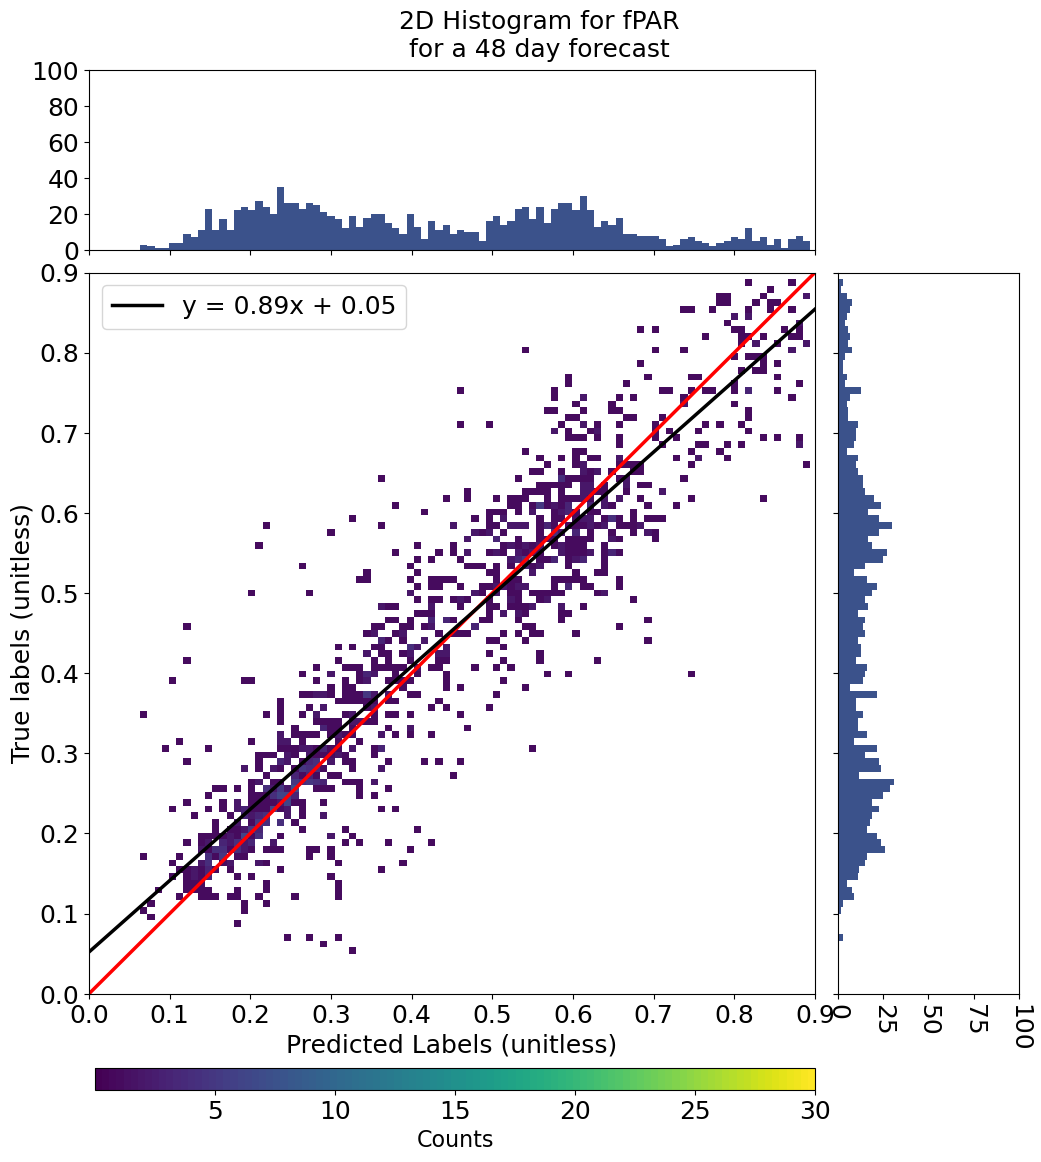 2D Histogram for fPAR
for a 48 day forecast
100
80
60
40
20
0
0.9
0.8
0.7
0.6
0.5
0.4
0.3
0.2
0.1
0.0
True labels (unitless)
y = 0.89x + 0.05
0.0 0.1 0.2 0.3 0.4 0.5 0.6 0.7 0.8 0.9
Predicted Labels (unitless)
0 25 50 75 100
5 10 15 20 25 30
Counts